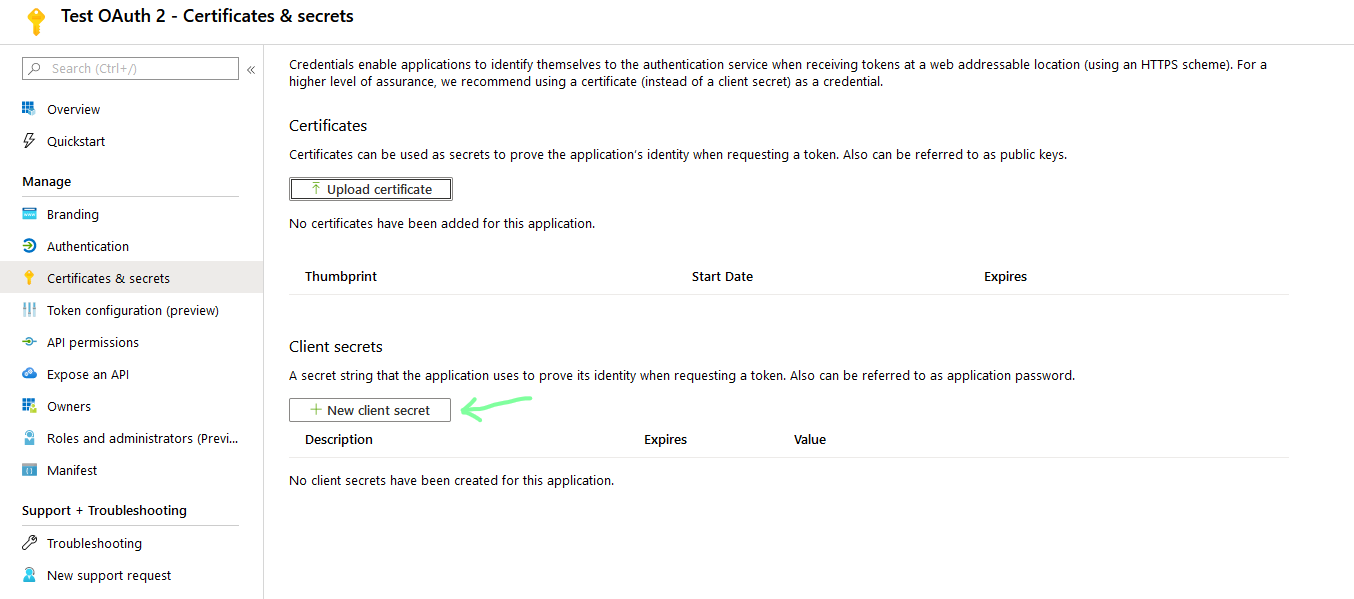 Test OAuth 2 - Certificates & secrets
Search (Ctrl+/)
«
Overview
Quickstart
Manage
Branding
Authentication
Certificates & secrets
Token configuration (preview)
API permissions
Expose an API
Owners
Roles and administrators (Previ...
Manifest
Support + Troubleshooting
Troubleshooting
New support request
Credentials enable applications to identify themselves to the authentication service when receiving tokens at a web addressable location (using an HTTPS scheme). For a
higher level of assurance, we recommend using a certificate (instead of a client secret) as a credential.
Certificates
Certificates can be used as secrets to prove the application's identity when requesting a token. Also can be referred to as public keys.
Upload certificate
No certificates have been added for this application.
Thumbprint Start Date Expires
Client secrets
A secret string that the application uses to prove its identity when requesting a token. Also can be referred to as application password.
+ New client secret
Description Expires Value
No client secrets have been created for this application.